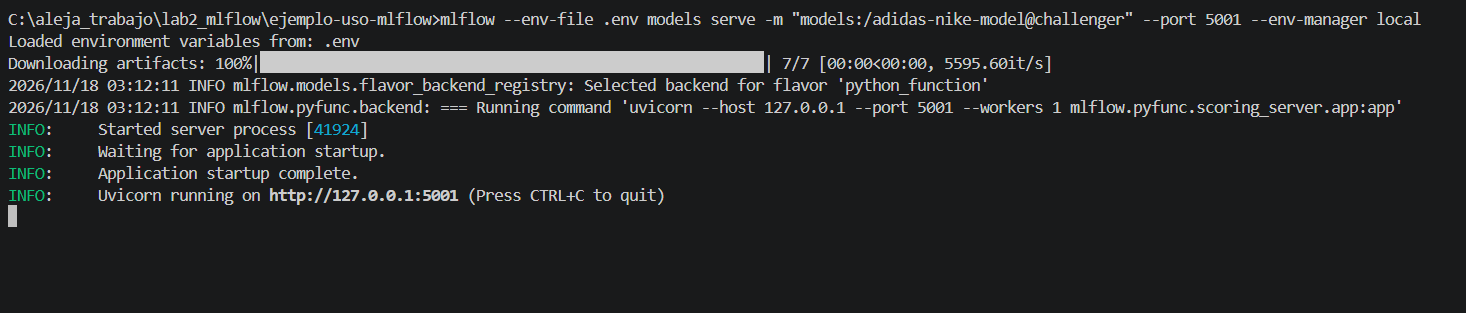 C:\aleja_trabajo\lab2_mlflow\ejemplo-uso-mlflow>mlflow --env-file .env models serve -m "models:/adidas-nike-model@challenger" --port 5001 --env-manager local
Loaded environment variables from: .env
Downloading artifacts: 100%|██████████| 7/7 [00:00<00:00, 5595.60it/s]
2026/11/18 03:12:11 INFO mlflow.models.flavor_backend_registry: Selected backend for flavor 'python_function'
2026/11/18 03:12:11 INFO mlflow.pyfunc.backend: === Running command 'uvicorn --host 127.0.0.1 --port 5001 --workers 1 mlflow.pyfunc.scoring_server.app:app'
INFO:     Started server process [41924]
INFO:     Waiting for application startup.
INFO:     Application startup complete.
INFO:     Uvicorn running on http://127.0.0.1:5001 (Press CTRL+C to quit)